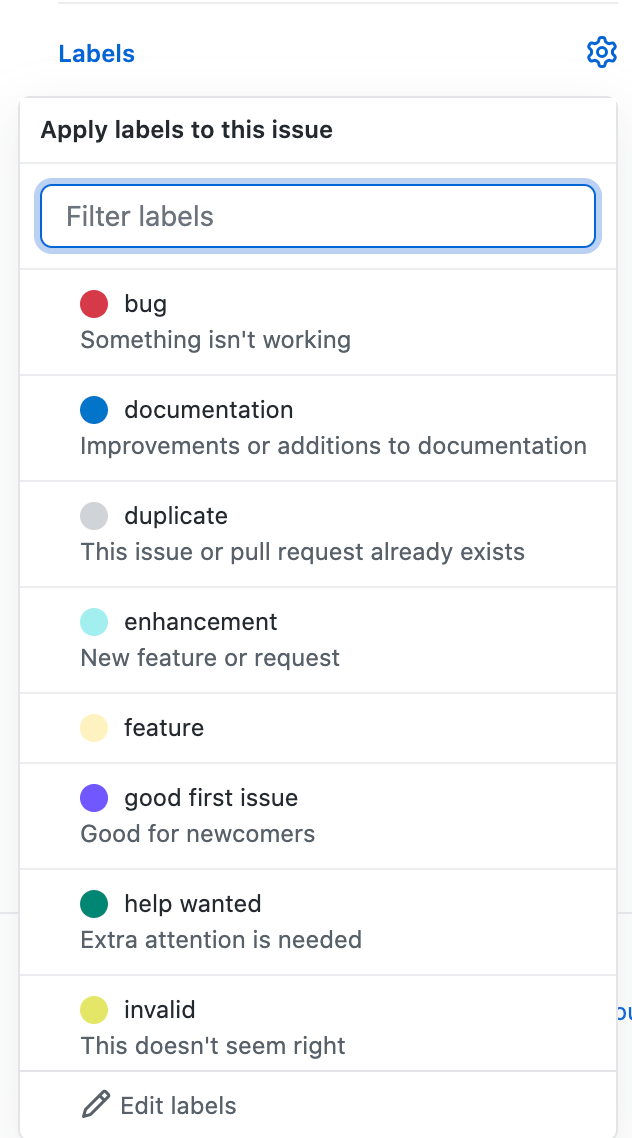 Labels
Apply labels to this issue
Filter labels
bug
Something isn't working
documentation
Improvements or additions to documentation
duplicate
This issue or pull request already exists
enhancement
New feature or request
feature
good first issue
Good for newcomers
help wanted
Extra attention is needed
invalid
This doesn't seem right
Edit labels